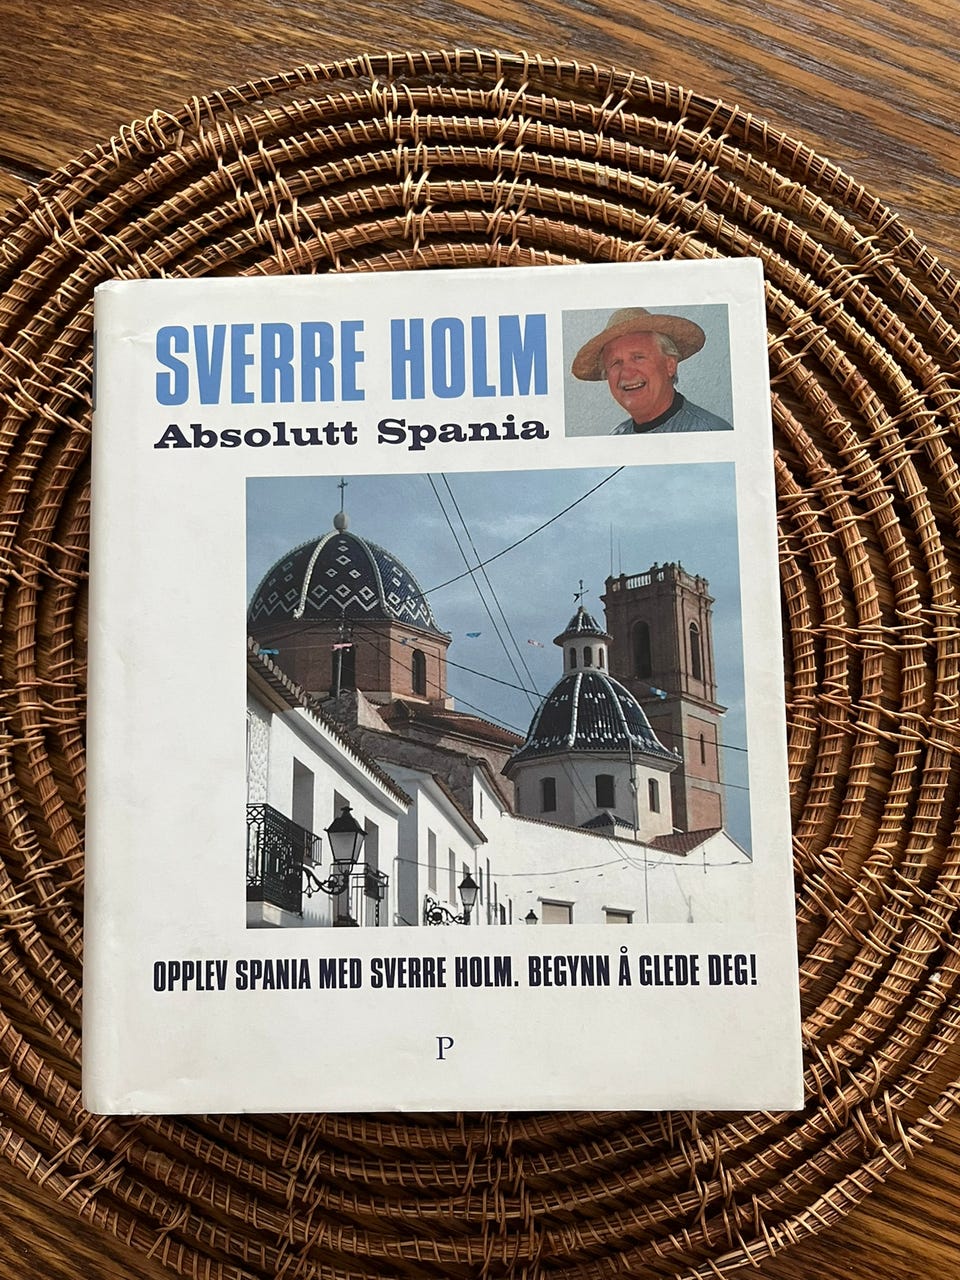 SVERRE HOLM
Absolutt Spania
OPPLEV SPANIA MED SVERRE HOLM. BEGYNN Å GLEDE DEG!
P